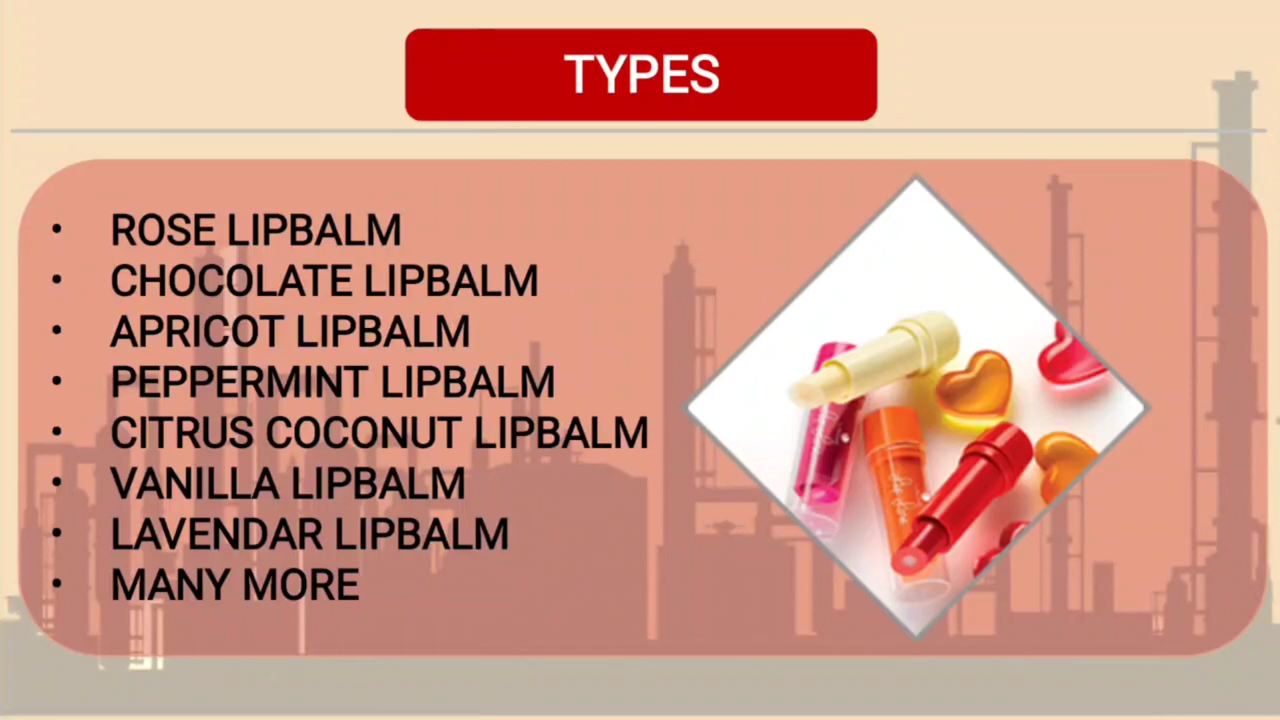 TYPES
• ROSE LIPBALM
• CHOCOLATE LIPBALM
• APRICOT LIPBALM
• PEPPERMINT LIPBALM
• CITRUS COCONUT LIPBALM
• VANILLA LIPBALM
• LAVENDAR LIPBALM
• MANY MORE